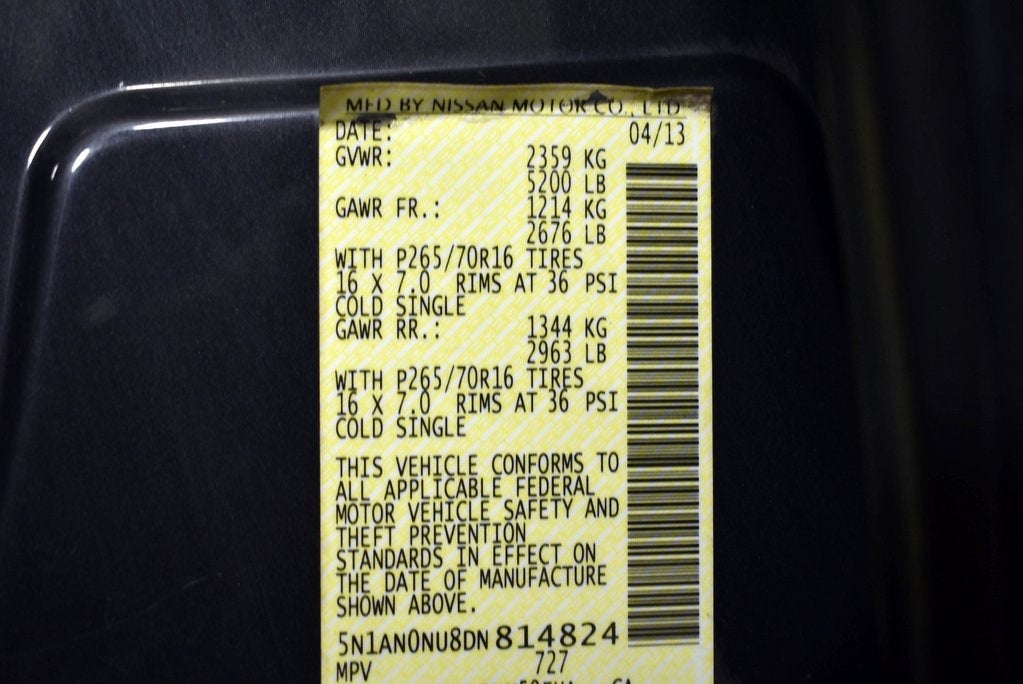 MFD BY NISSAN MOTOR CO., LTD
DATE: 04/13
GVWR: 2359 KG
5200 LB
GAWR FR.: 1214 KG
2676 LB
WITH P265/70R16 TIRES
16 X 7.0 RIMS AT 36 PSI
COLD SINGLE
GAWR RR.: 1344 KG
2963 LB
WITH P265/70R16 TIRES
16 X 7.0 RIMS AT 36 PSI
COLD SINGLE
THIS VEHICLE CONFORMS TO
ALL APPLICABLE FEDERAL
MOTOR VEHICLE SAFETY AND
THEFT PREVENTION
STANDARDS IN EFFECT ON
THE DATE OF MANUFACTURE
SHOWN ABOVE.
5N1AN0NU8DN814824
MPV 727